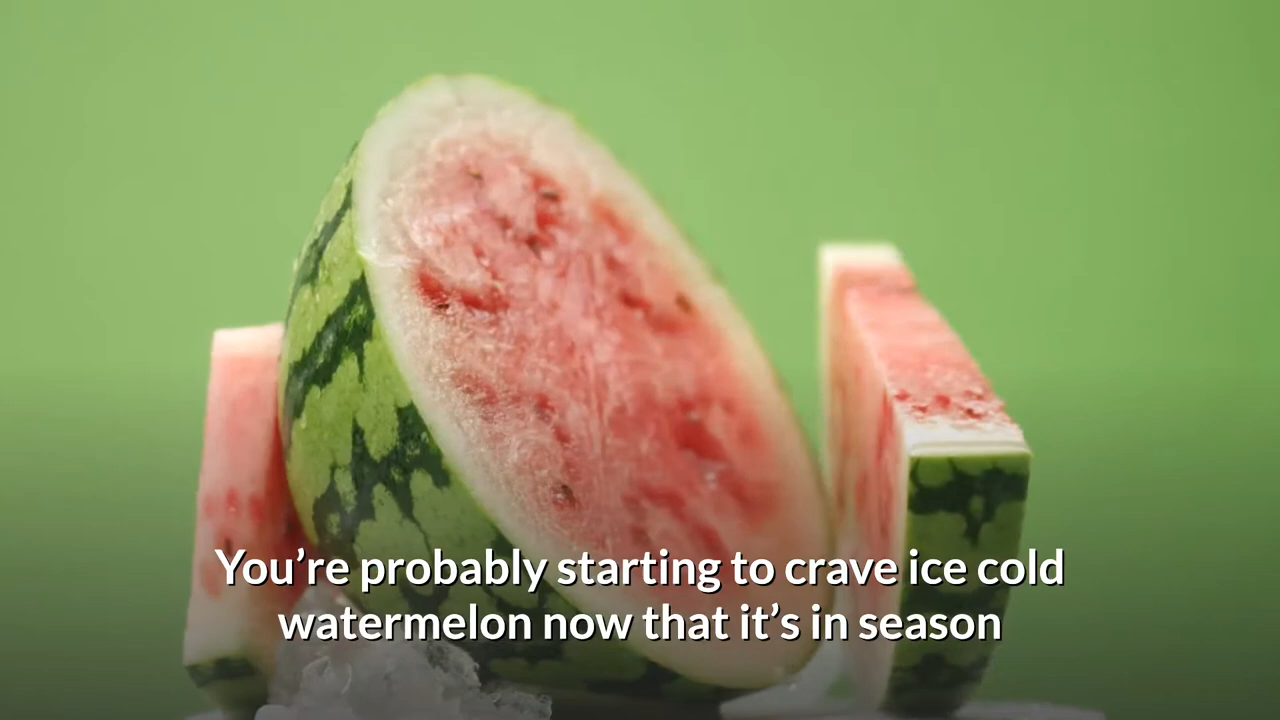 You’re probably starting to crave ice cold
watermelon now that it’s in season